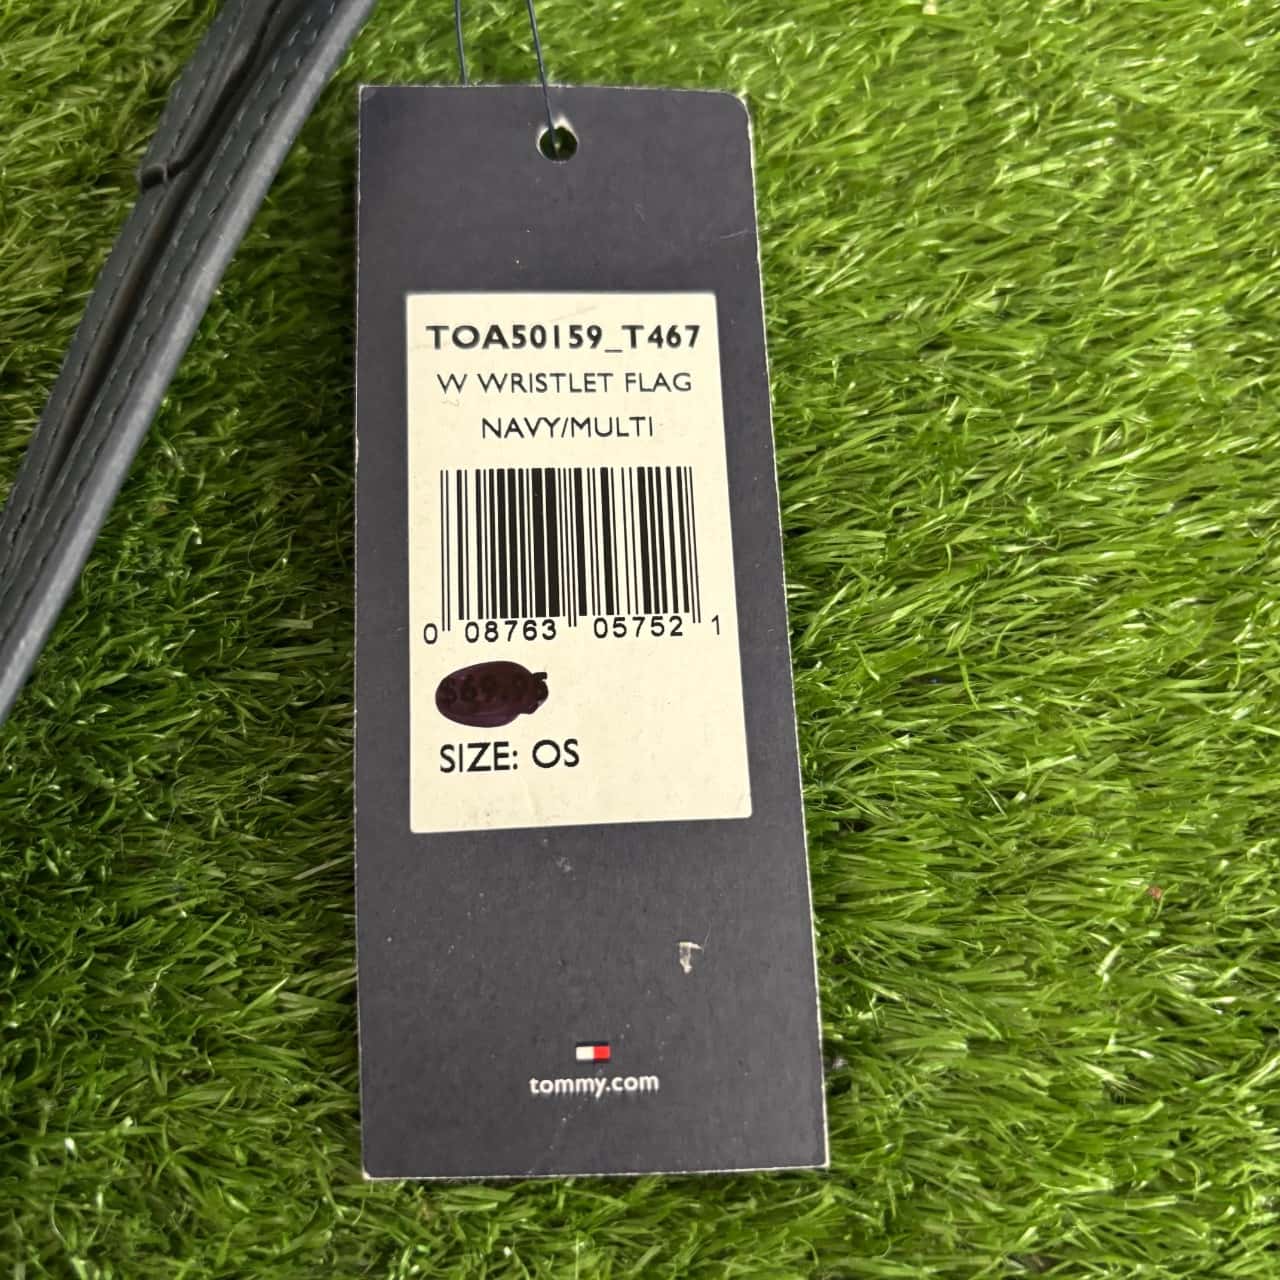 TOA50159_T467
W WRISTLET FLAG
NAVY/MULTI
0 08763 05752 1
SIZE: OS
tommy.com